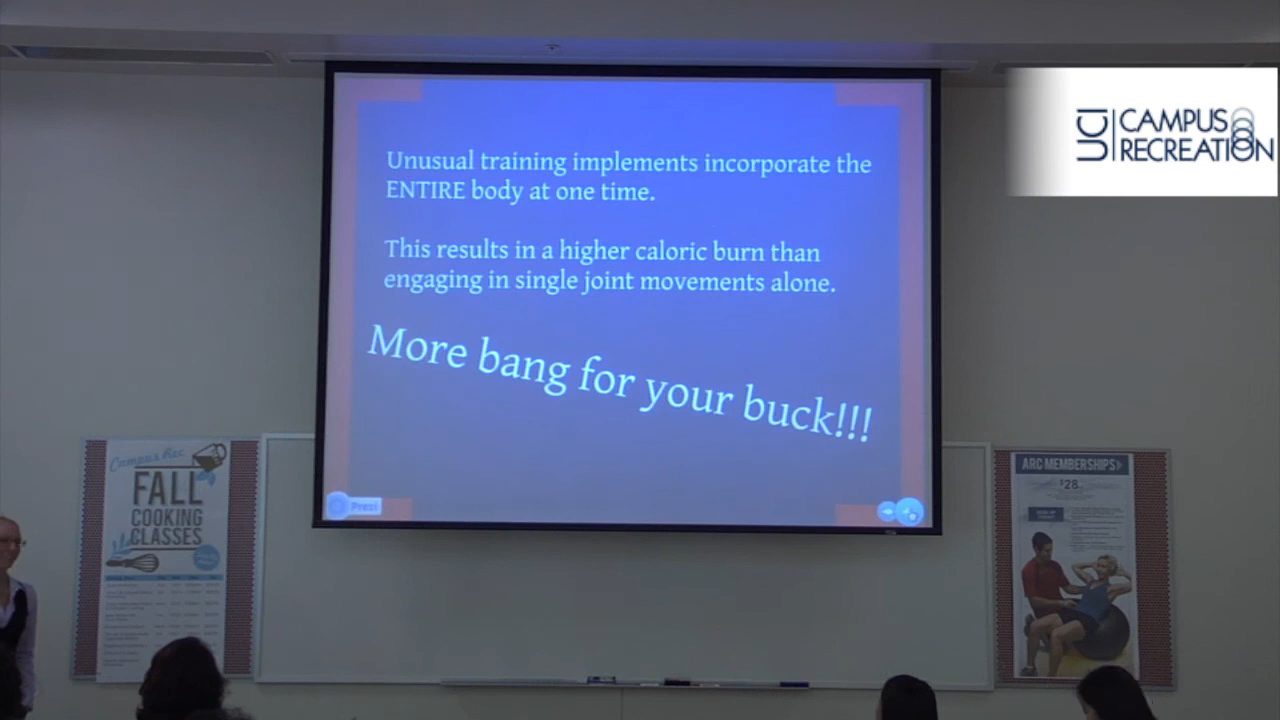 UCI
CAMPUS
RECREATION
Unusual training implements incorporate the
ENTIRE body at one time.
This results in a higher caloric burn than
engaging in single joint movements alone.
More bang for your buck!!!
Prezi
Campus Rec
FALL
COOKING
CLASSES
ARC MEMBERSHIPS
$28